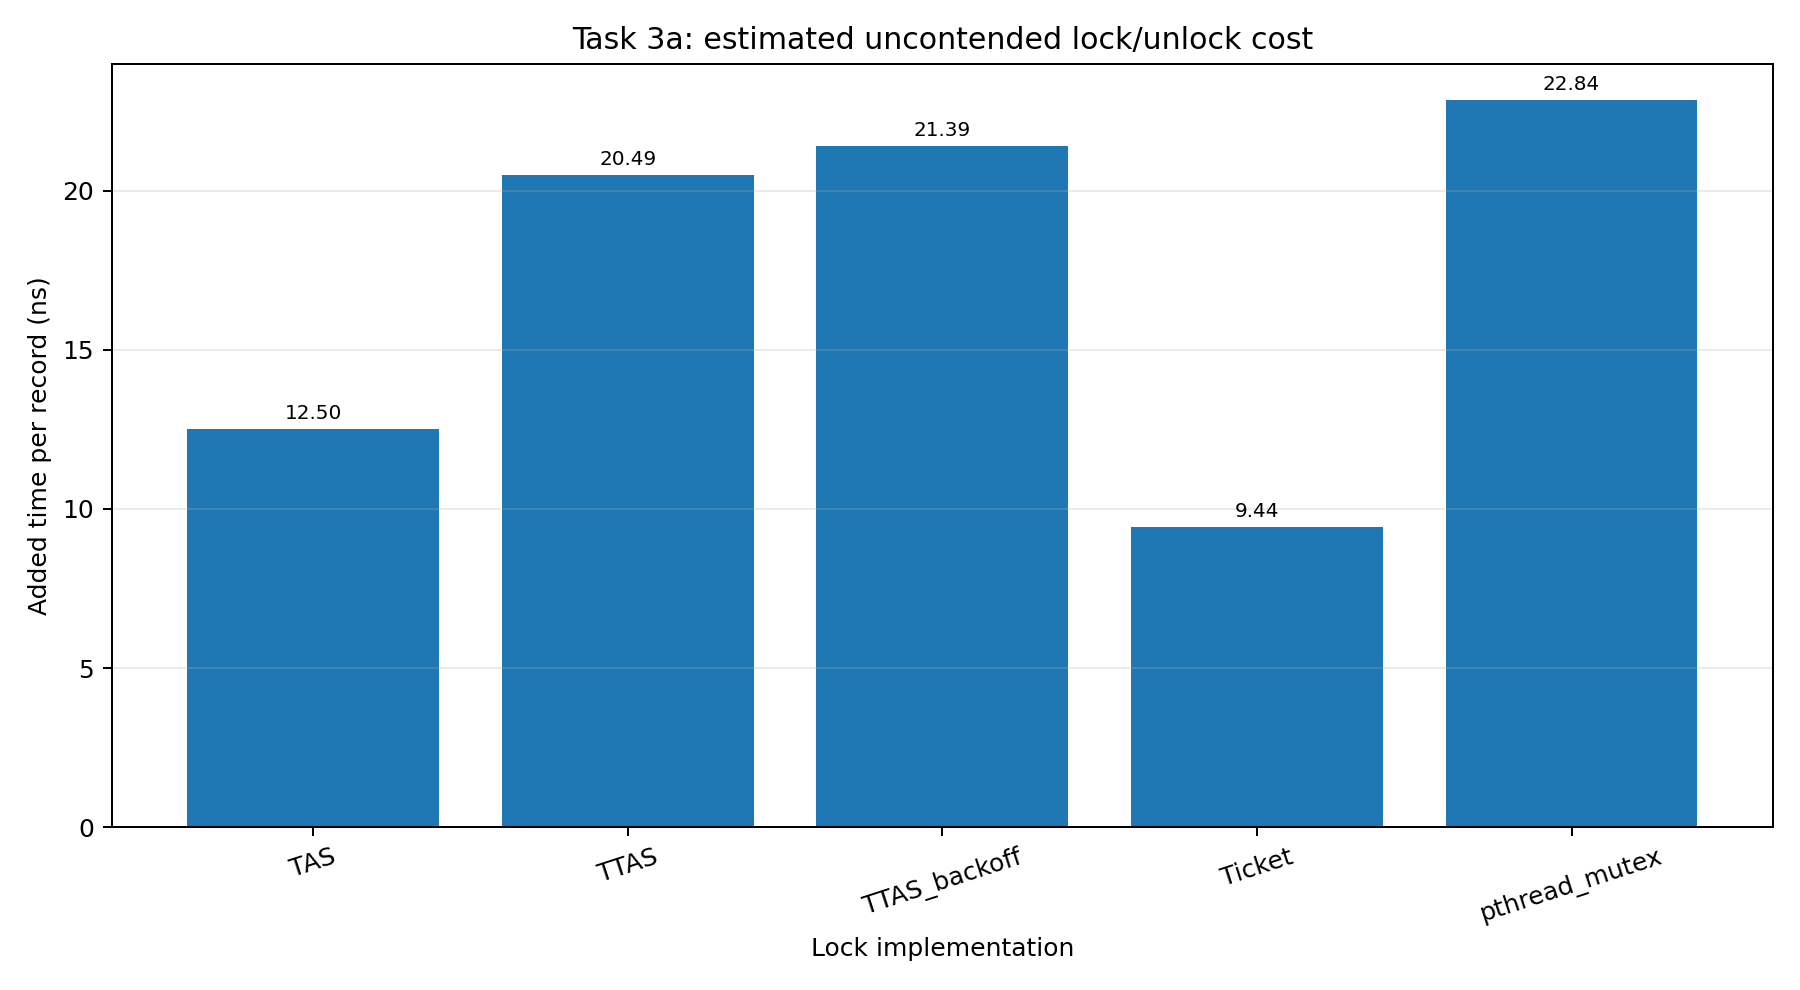 Task 3a: estimated uncontended lock/unlock cost
Added time per record (ns)
20
15
10
5
0
12.50
20.49
21.39
9.44
22.84
TAS
TTAS
TTAS_backoff
Ticket
pthread_mutex
Lock implementation